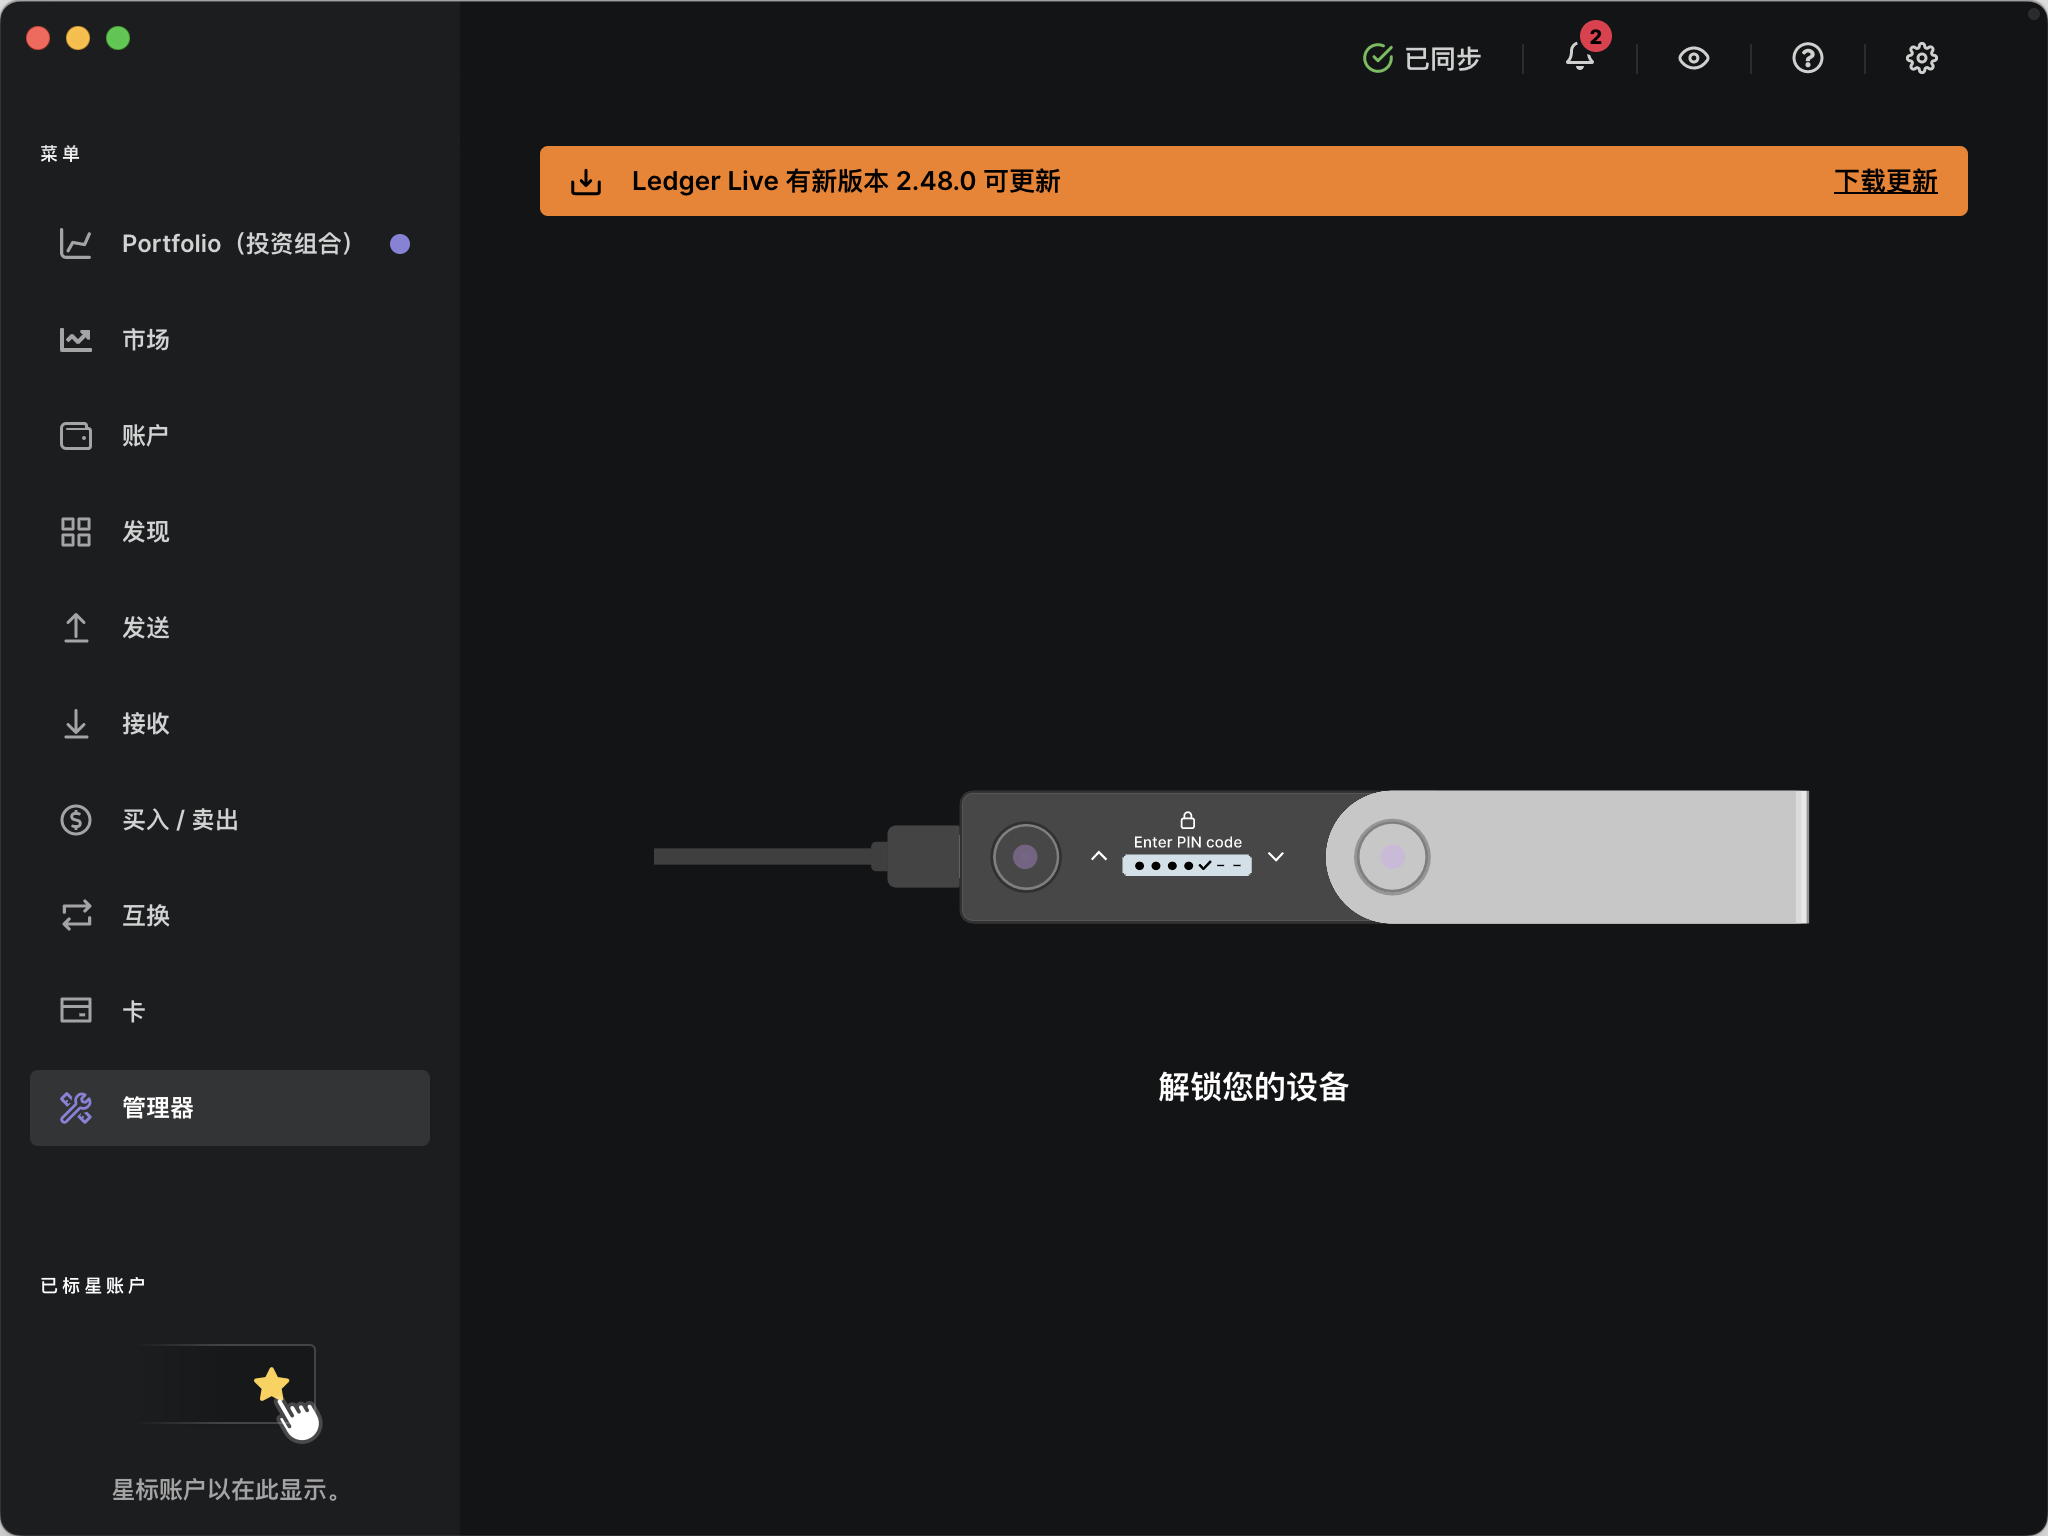 已同步
2
菜单
Ledger Live 有新版本 2.48.0 可更新
下载更新
Portfolio（投资组合）
市场
账户
发现
发送
接收
买入 / 卖出
互换
卡
管理器
Enter PIN code
解锁您的设备
已标星账户
星标账户以在此显示。